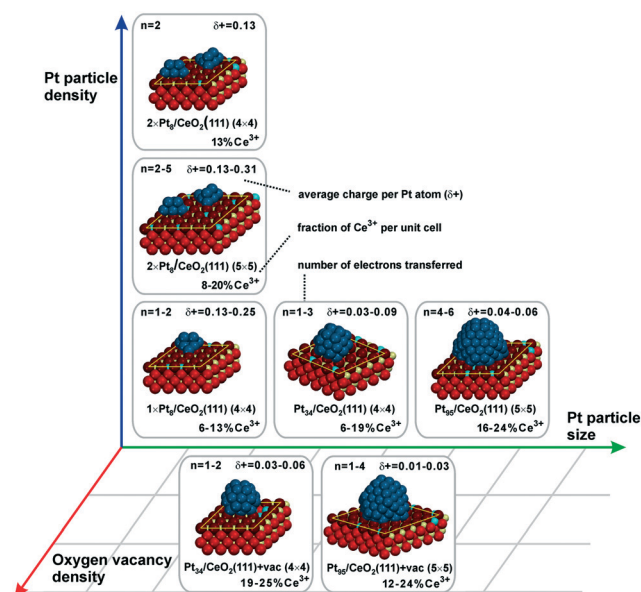 n=2 δ+=0.13
Pt particle
density
2×Pt₈/CeO₂(111) (4×4)
13%Ce³⁺
n=2-5 δ+=0.13-0.31
average charge per Pt atom (δ+)
fraction of Ce³⁺ per unit cell
2×Pt₈/CeO₂(111) (5×5)
8-20%Ce³⁺
number of electrons transferred
n=1-2 δ+=0.13-0.25
n=1-3 δ+=0.03-0.09
n=4-6 δ+=0.04-0.06
1×Pt₈/CeO₂(111) (4×4)
6-13%Ce³⁺
Pt₃₄/CeO₂(111) (4×4)
6-19%Ce³⁺
Pt₉₅/CeO₂(111) (5×5)
16-24%Ce³⁺
Pt particle
size
n=1-2 δ+=0.03-0.06
n=1-4 δ+=0.01-0.03
Oxygen vacancy
density
Pt₃₄/CeO₂(111)+vac (4×4)
19-25%Ce³⁺
Pt₉₅/CeO₂(111)+vac (5×5)
12-24%Ce³⁺